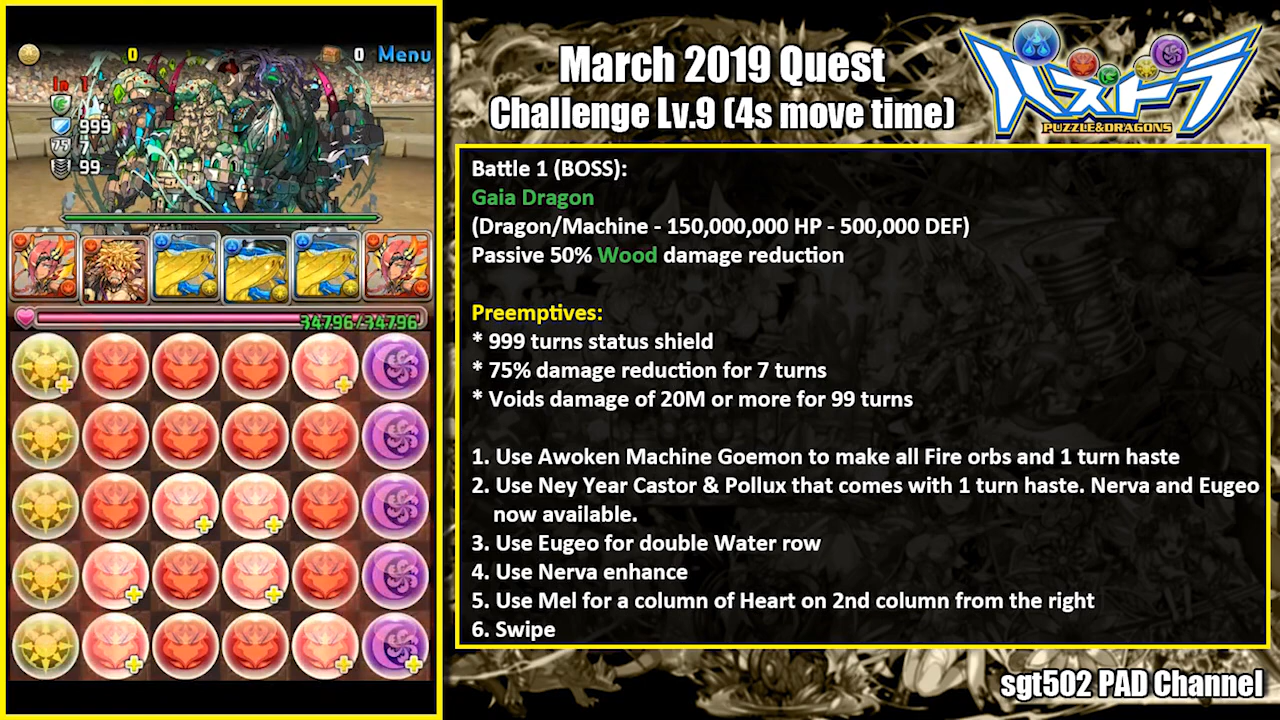 0
0 Menu
In 1
999
75 7
99
34796/34796
March 2019 Quest
Challenge Lv.9 (4s move time)
パズドラ
PUZZLE&DRAGONS
Battle 1 (BOSS):
Gaia Dragon
(Dragon/Machine - 150,000,000 HP - 500,000 DEF)
Passive 50% Wood damage reduction
Preemptives:
* 999 turns status shield
* 75% damage reduction for 7 turns
* Voids damage of 20M or more for 99 turns
1. Use Awoken Machine Goemon to make all Fire orbs and 1 turn haste
2. Use Ney Year Castor & Pollux that comes with 1 turn haste. Nerva and Eugeo
now available.
3. Use Eugeo for double Water row
4. Use Nerva enhance
5. Use Mel for a column of Heart on 2nd column from the right
6. Swipe
sgt502 PAD Channel